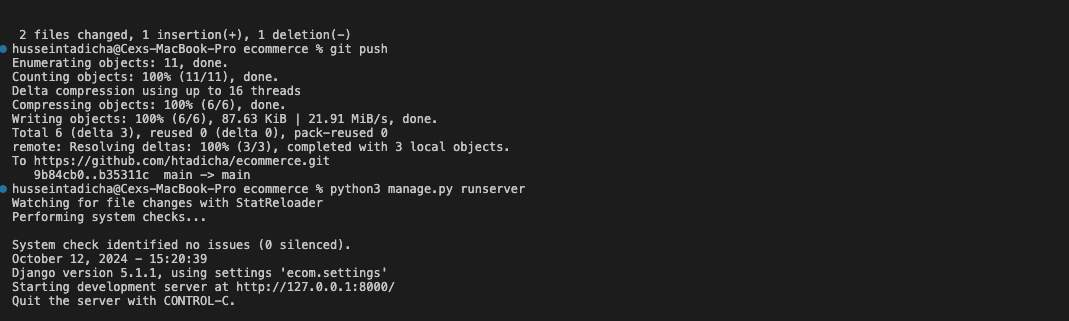 2 files changed, 1 insertion(+), 1 deletion(-)
husseintadicha@Cexs-MacBook-Pro ecommerce % git push
Enumerating objects: 11, done.
Counting objects: 100% (11/11), done.
Delta compression using up to 16 threads
Compressing objects: 100% (6/6), done.
Writing objects: 100% (6/6), 87.63 KiB | 21.91 MiB/s, done.
Total 6 (delta 3), reused 0 (delta 0), pack-reused 0
remote: Resolving deltas: 100% (3/3), completed with 3 local objects.
To https://github.com/htadicha/ecommerce.git
   9b84cb0..b35311c  main -> main
husseintadicha@Cexs-MacBook-Pro ecommerce % python3 manage.py runserver
Watching for file changes with StatReloader
Performing system checks...

System check identified no issues (0 silenced).
October 12, 2024 - 15:20:39
Django version 5.1.1, using settings 'ecom.settings'
Starting development server at http://127.0.0.1:8000/
Quit the server with CONTROL-C.